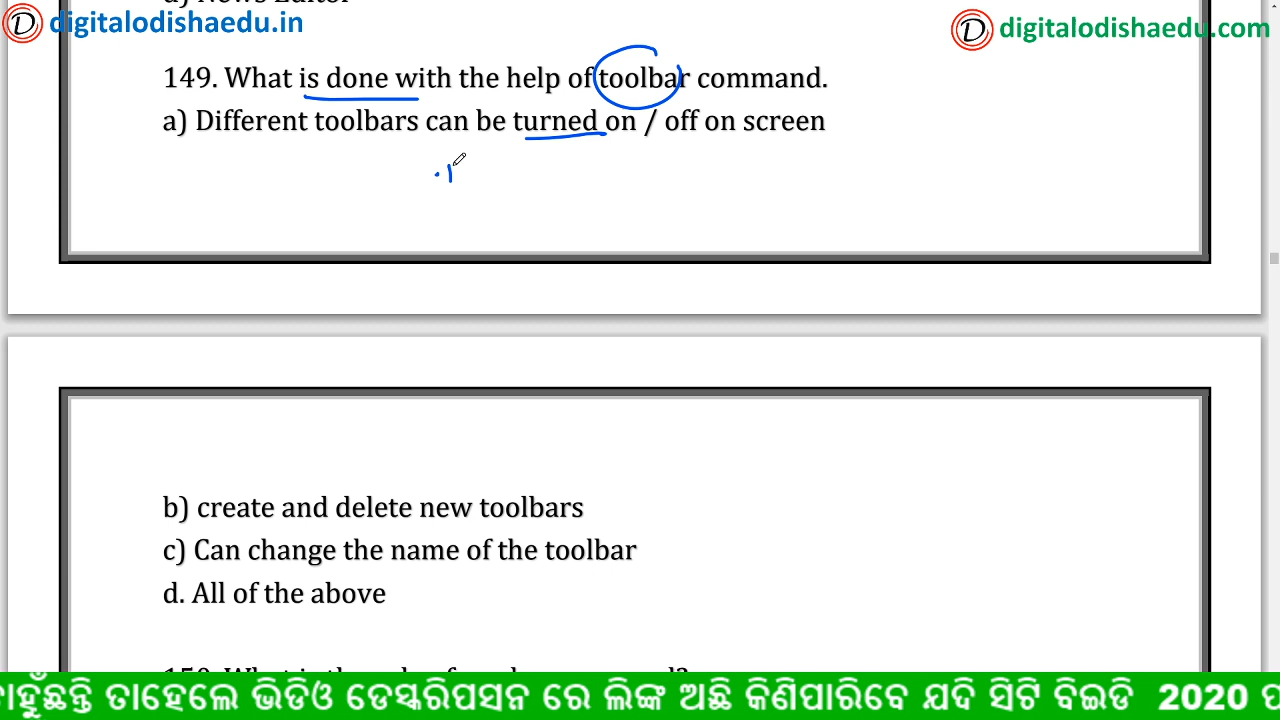 digitalodishaedu.in
digitalodishaedu.com
149. What is done with the help of toolbar command.
a) Different toolbars can be turned on / off on screen
b) create and delete new toolbars
c) Can change the name of the toolbar
d. All of the above
ତାହେଲେ ଭିଡିଓ ଡେସ୍କରିପସନ ରେ ଲିଙ୍କ ଅଛି କିଣିପାରିବେ ଯଦି ସିଟି ବିଇଡି 2020